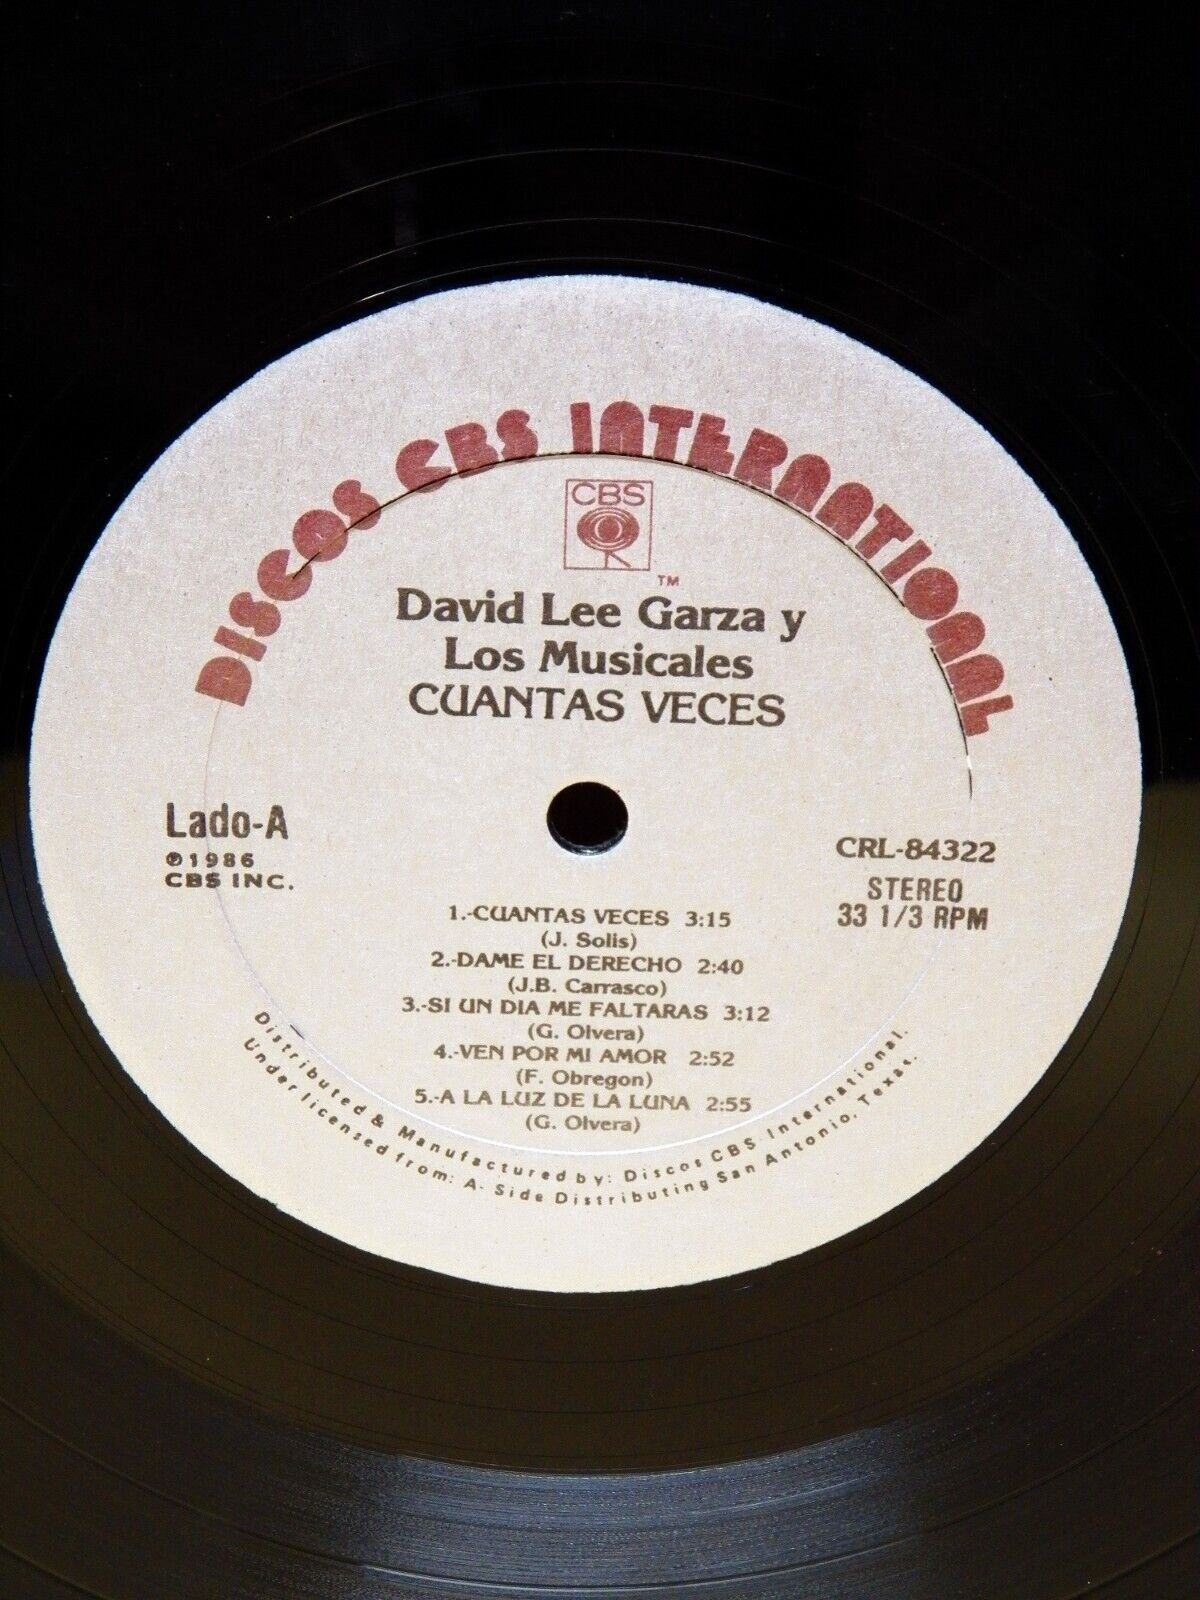 DISCOS CBS INTERNATIONAL
CBS
TM
David Lee Garza y
Los Musicales
CUANTAS VECES
Lado-A
℗1986
CBS INC.
CRL-84322
STEREO
33 1/3 RPM
1.-CUANTAS VECES 3:15
(J. Solis)
2.-DAME EL DERECHO 2:40
(J.B. Carrasco)
3.-SI UN DIA ME FALTARAS 3:12
(G. Olvera)
4.-VEN POR MI AMOR 2:52
(F. Obregon)
5.-A LA LUZ DE LA LUNA 2:55
(G. Olvera)
Distributed & Manufactured by: Discos CBS International.
Under licensed from: A. Side Distributing San Antonio, Texas.